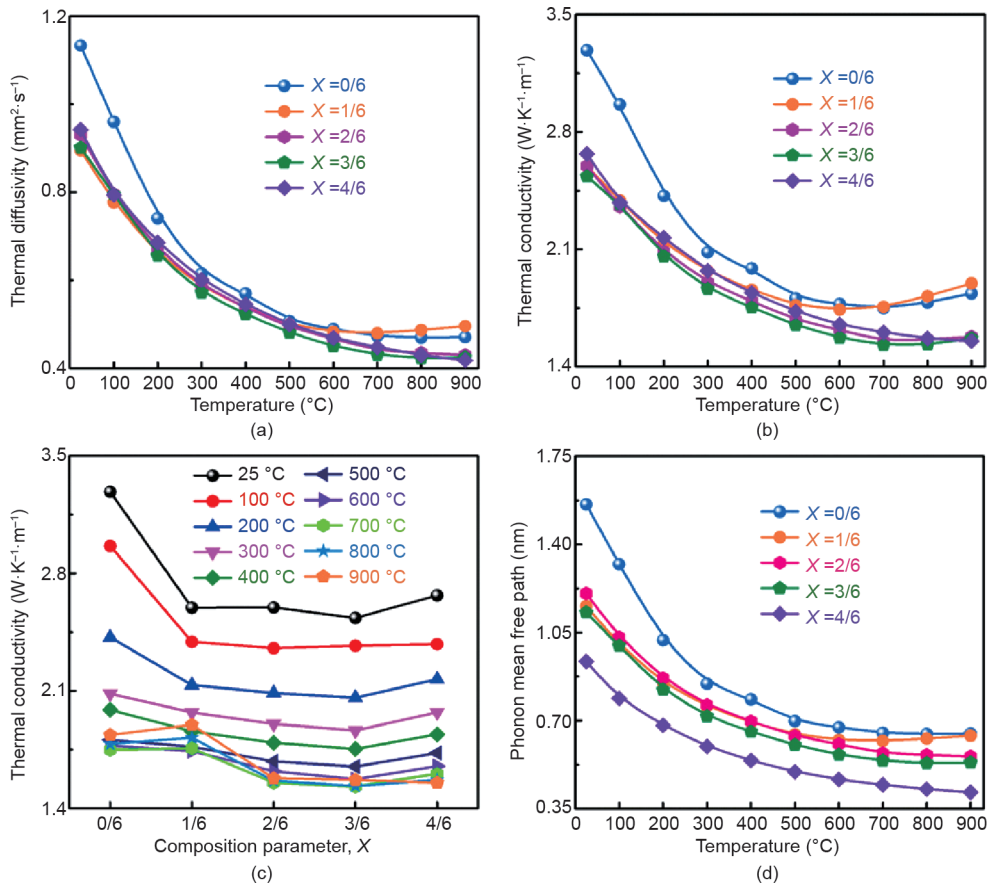 1.2
0.8
0.4
Thermal diffusivity (mm²·s⁻¹)
X =0/6
X =1/6
X =2/6
X =3/6
X =4/6
0 100 200 300 400 500 600 700 800 900
Temperature (°C)
(a)
3.5
2.8
2.1
1.4
Thermal conductivity (W·K⁻¹·m⁻¹)
X =0/6
X =1/6
X =2/6
X =3/6
X =4/6
0 100 200 300 400 500 600 700 800 900
Temperature (°C)
(b)
3.5
2.8
2.1
1.4
Thermal conductivity (W·K⁻¹·m⁻¹)
25 °C 500 °C
100 °C 600 °C
200 °C 700 °C
300 °C 800 °C
400 °C 900 °C
0/6 1/6 2/6 3/6 4/6
Composition parameter, X
(c)
1.75
1.40
1.05
0.70
0.35
Phonon mean free path (nm)
X =0/6
X =1/6
X =2/6
X =3/6
X =4/6
0 100 200 300 400 500 600 700 800 900
Temperature (°C)
(d)